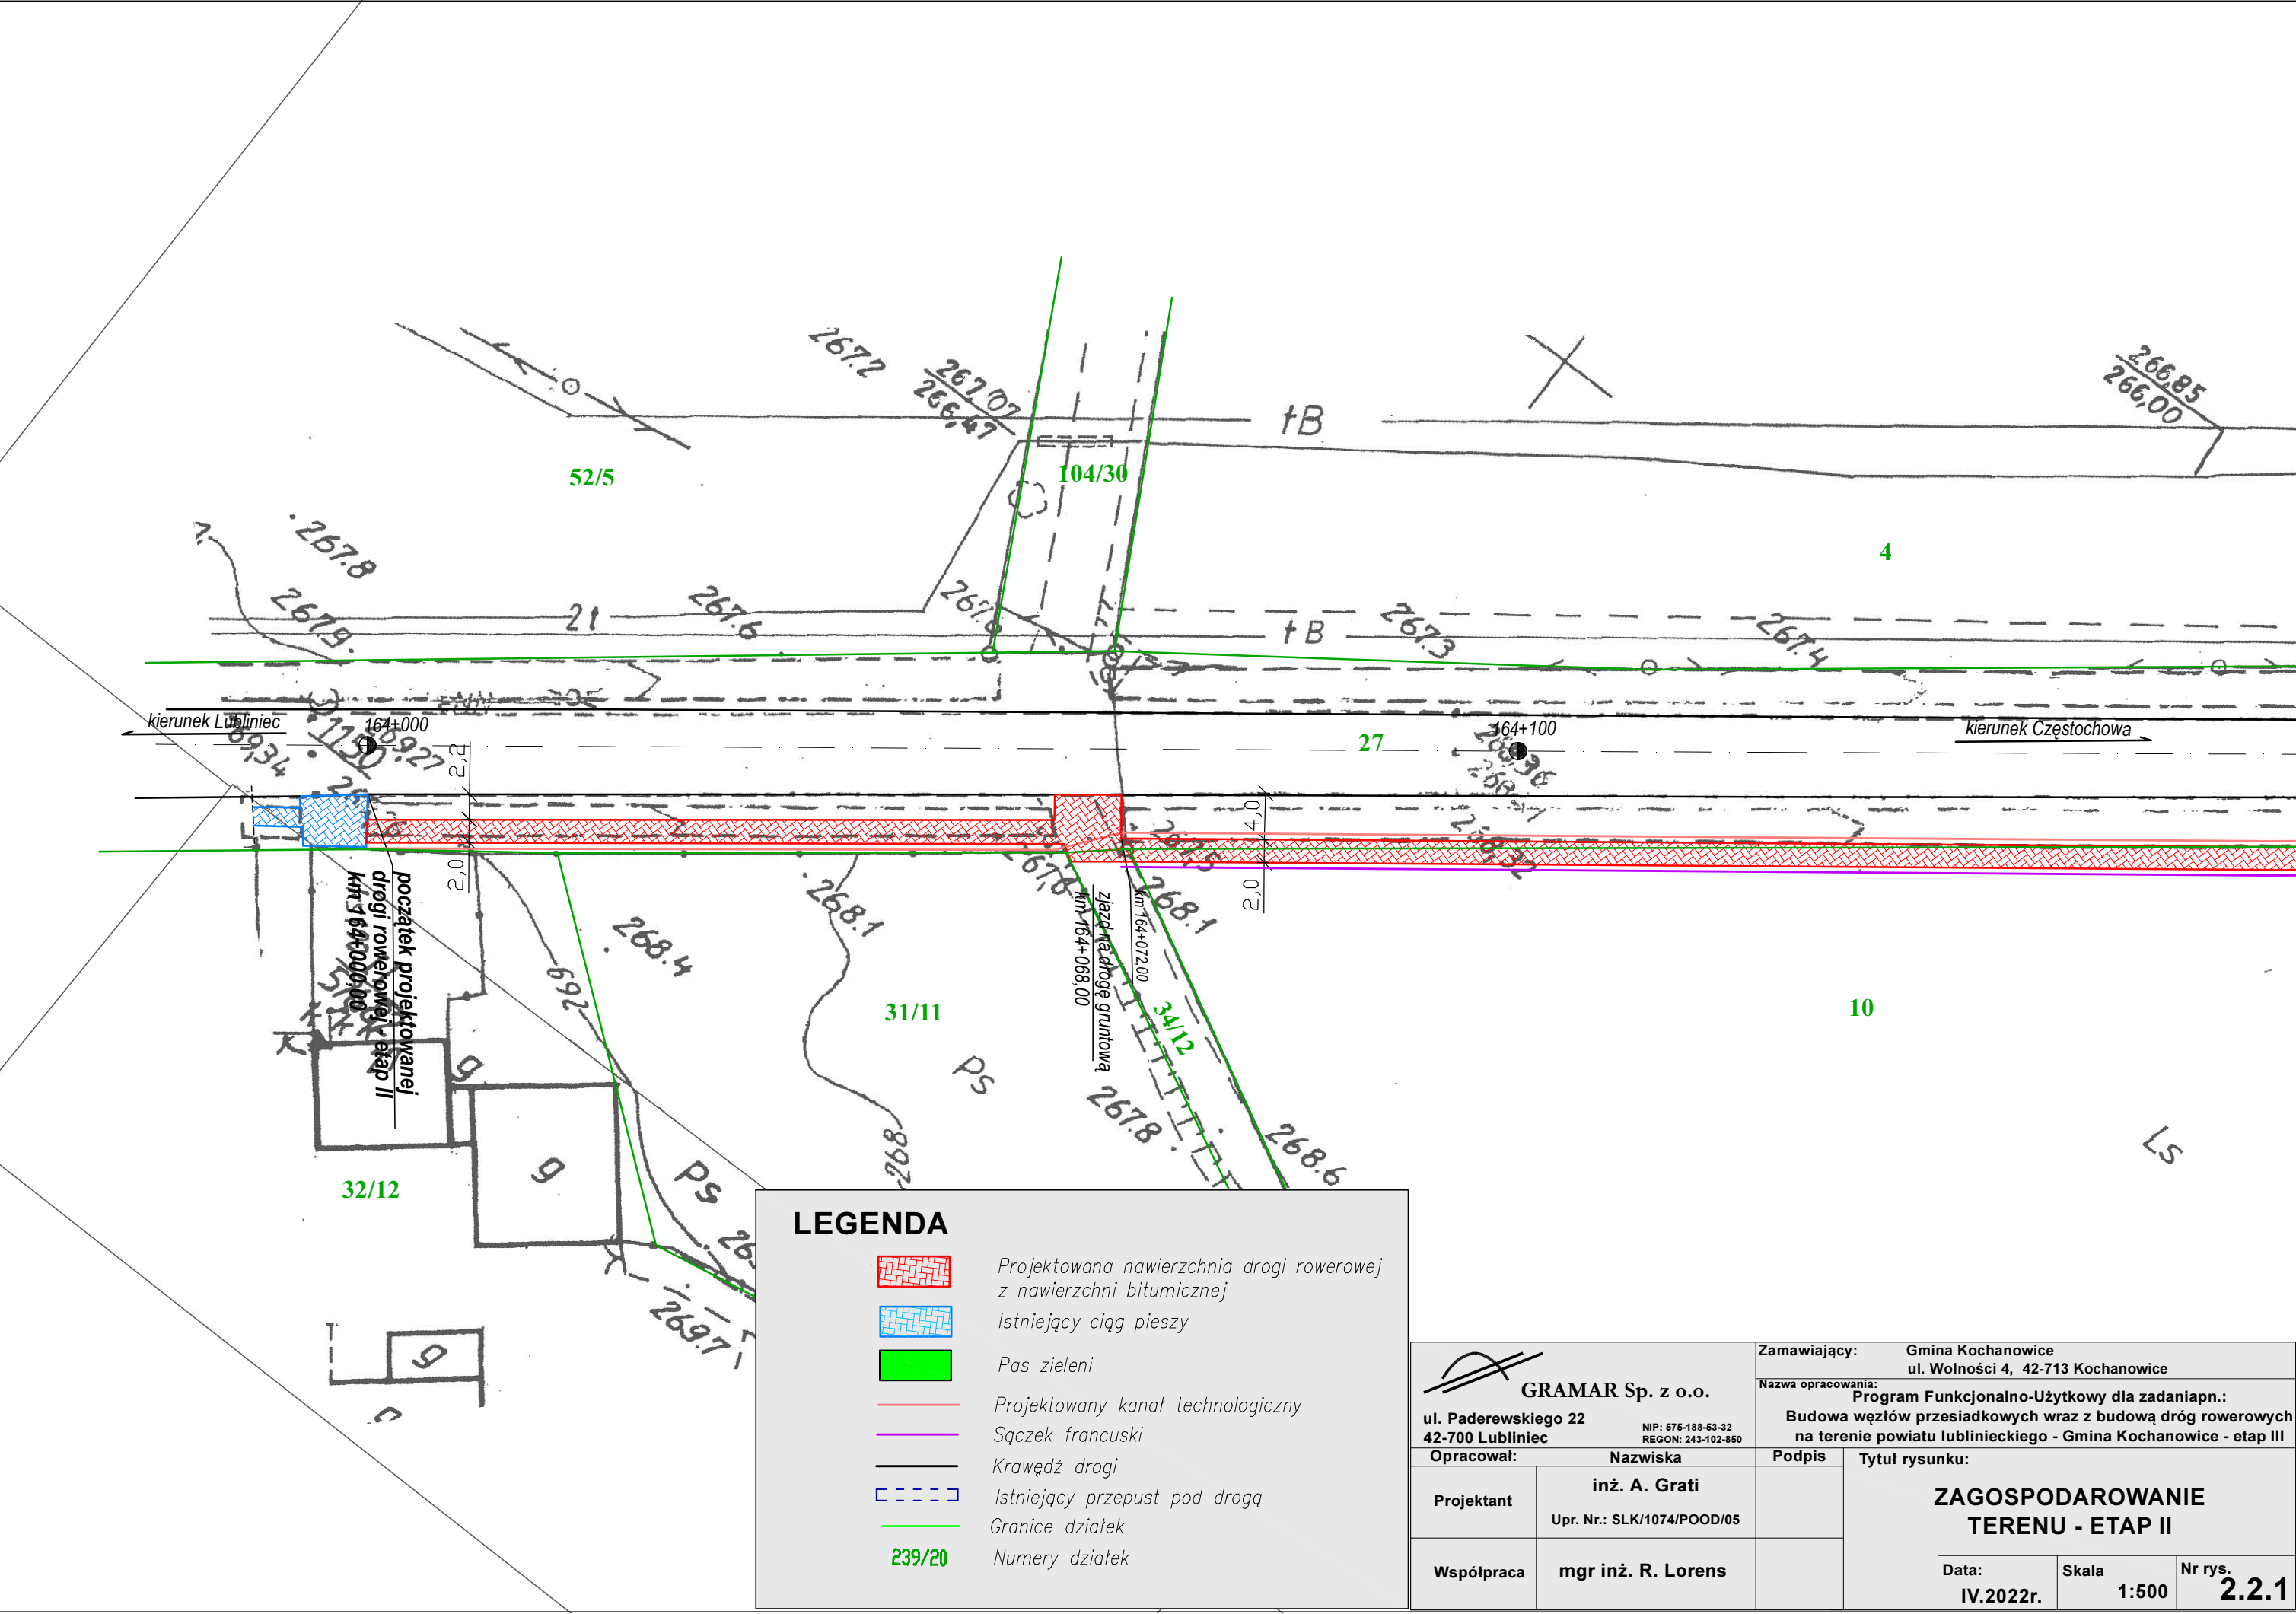 267.2
267.07
266,47
tB
266,85
266,00
52/5
104/30
4
267.8
267.9
21
267.6
tB
267.3
267.4
kierunek Lubliniec
164+000
69,34
69,27
2,2
27
164+100
kierunek Częstochowa
4,0
2,0
2,0
początek projektowanej
drogi rowerowej - etap II
km 164+000,00
zjazd na drogę gruntową
km 164+068,00
km 164+072,00
268.4
268.1
268.1
268,32
269
31/11
34/12
10
Ps
267.8
268.6
Ls
268
g
g
32/12
Ps
269.7
g
LEGENDA
Projektowana nawierzchnia drogi rowerowej
z nawierzchni bitumicznej
Istniejący ciąg pieszy
Pas zieleni
Projektowany kanał technologiczny
Sączek francuski
Krawędź drogi
Istniejący przepust pod drogą
Granice działek
239/20 Numery działek
GRAMAR Sp. z o.o.
ul. Paderewskiego 22
42-700 Lubliniec
NIP: 575-188-53-32
REGON: 243-102-850
Zamawiający: Gmina Kochanowice
ul. Wolności 4, 42-713 Kochanowice
Nazwa opracowania:
Program Funkcjonalno-Użytkowy dla zadaniapn.:
Budowa węzłów przesiadkowych wraz z budową dróg rowerowych
na terenie powiatu lublinieckiego - Gmina Kochanowice - etap III
Opracował: Nazwiska Podpis
Projektant
inż. A. Grati
Upr. Nr.: SLK/1074/POOD/05
Współpraca mgr inż. R. Lorens
Tytuł rysunku:
ZAGOSPODAROWANIE
TERENU - ETAP II
Data: IV.2022r.
Skala 1:500
Nr rys. 2.2.1